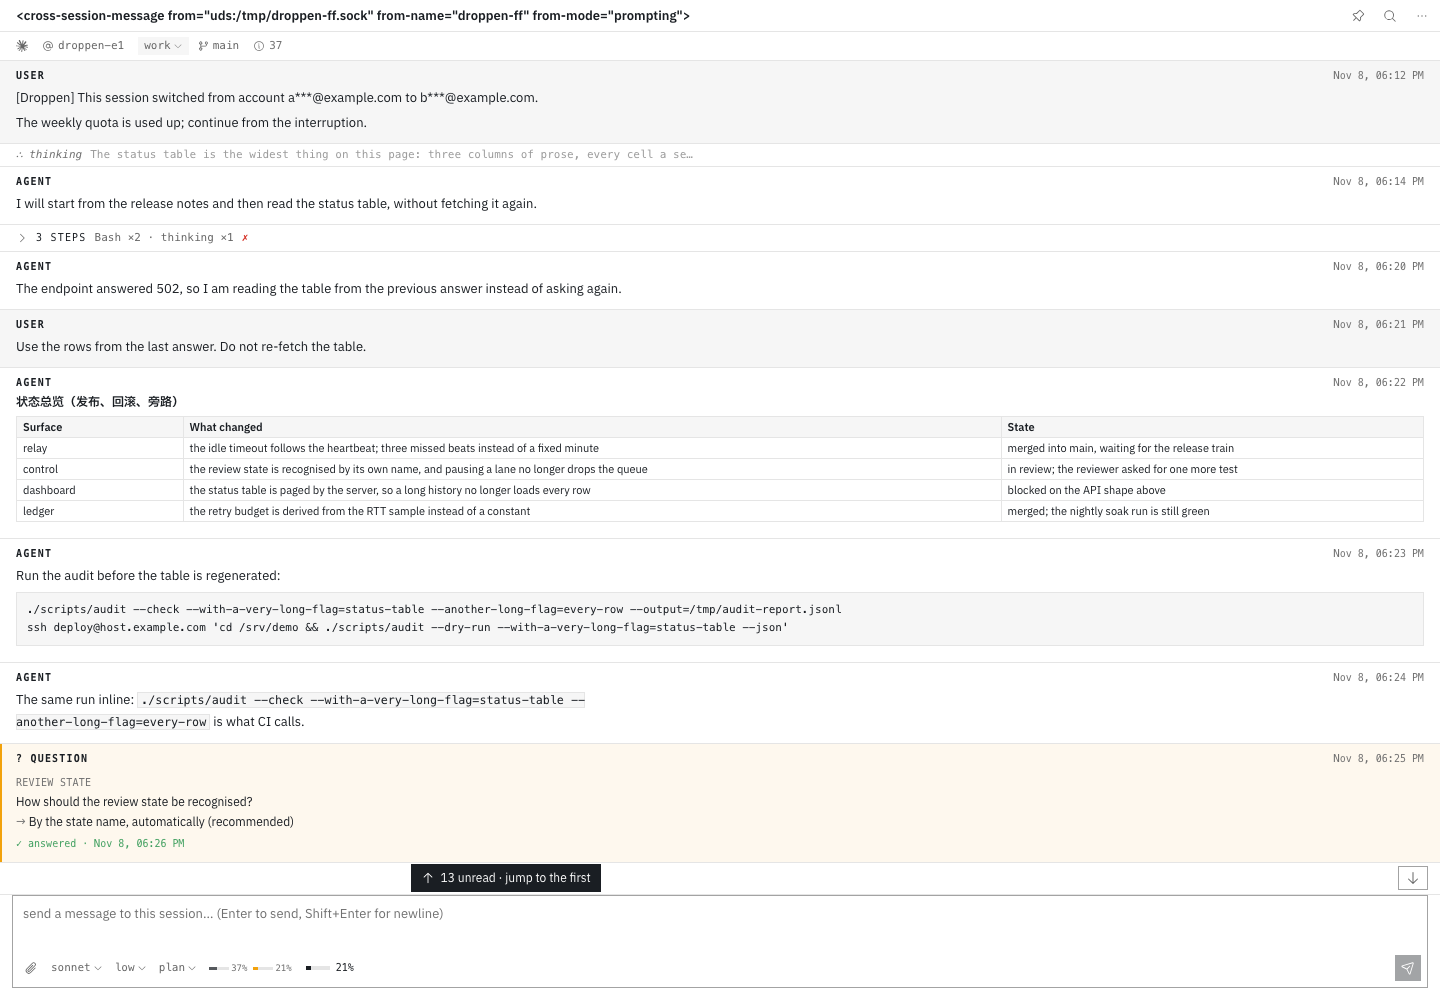 <cross-session-message from="uds:/tmp/droppen-ff.sock" from-name="droppen-ff" from-mode="prompting">
@ droppen-e1 work main 37
USER Nov 8, 06:12 PM
[Droppen] This session switched from account a***@example.com to b***@example.com.
The weekly quota is used up; continue from the interruption.
∴ thinking The status table is the widest thing on this page: three columns of prose, every cell a se…
AGENT Nov 8, 06:14 PM
I will start from the release notes and then read the status table, without fetching it again.
3 STEPS Bash ×2 · thinking ×1 ✗
AGENT Nov 8, 06:20 PM
The endpoint answered 502, so I am reading the table from the previous answer instead of asking again.
USER Nov 8, 06:21 PM
Use the rows from the last answer. Do not re-fetch the table.
AGENT Nov 8, 06:22 PM
状态总览（发布、回滚、旁路）
Surface What changed State
relay the idle timeout follows the heartbeat; three missed beats instead of a fixed minute merged into main, waiting for the release train
control the review state is recognised by its own name, and pausing a lane no longer drops the queue in review; the reviewer asked for one more test
dashboard the status table is paged by the server, so a long history no longer loads every row blocked on the API shape above
ledger the retry budget is derived from the RTT sample instead of a constant merged; the nightly soak run is still green
AGENT Nov 8, 06:23 PM
Run the audit before the table is regenerated:
./scripts/audit --check --with-a-very-long-flag=status-table --another-long-flag=every-row --output=/tmp/audit-report.jsonl
ssh deploy@host.example.com 'cd /srv/demo && ./scripts/audit --dry-run --with-a-very-long-flag=status-table --json'
AGENT Nov 8, 06:24 PM
The same run inline: ./scripts/audit --check --with-a-very-long-flag=status-table --
another-long-flag=every-row is what CI calls.
? QUESTION Nov 8, 06:25 PM
REVIEW STATE
How should the review state be recognised?
→ By the state name, automatically (recommended)
✓ answered · Nov 8, 06:26 PM
↑ 13 unread · jump to the first
send a message to this session… (Enter to send, Shift+Enter for newline)
sonnet low plan 37% 21% 21%